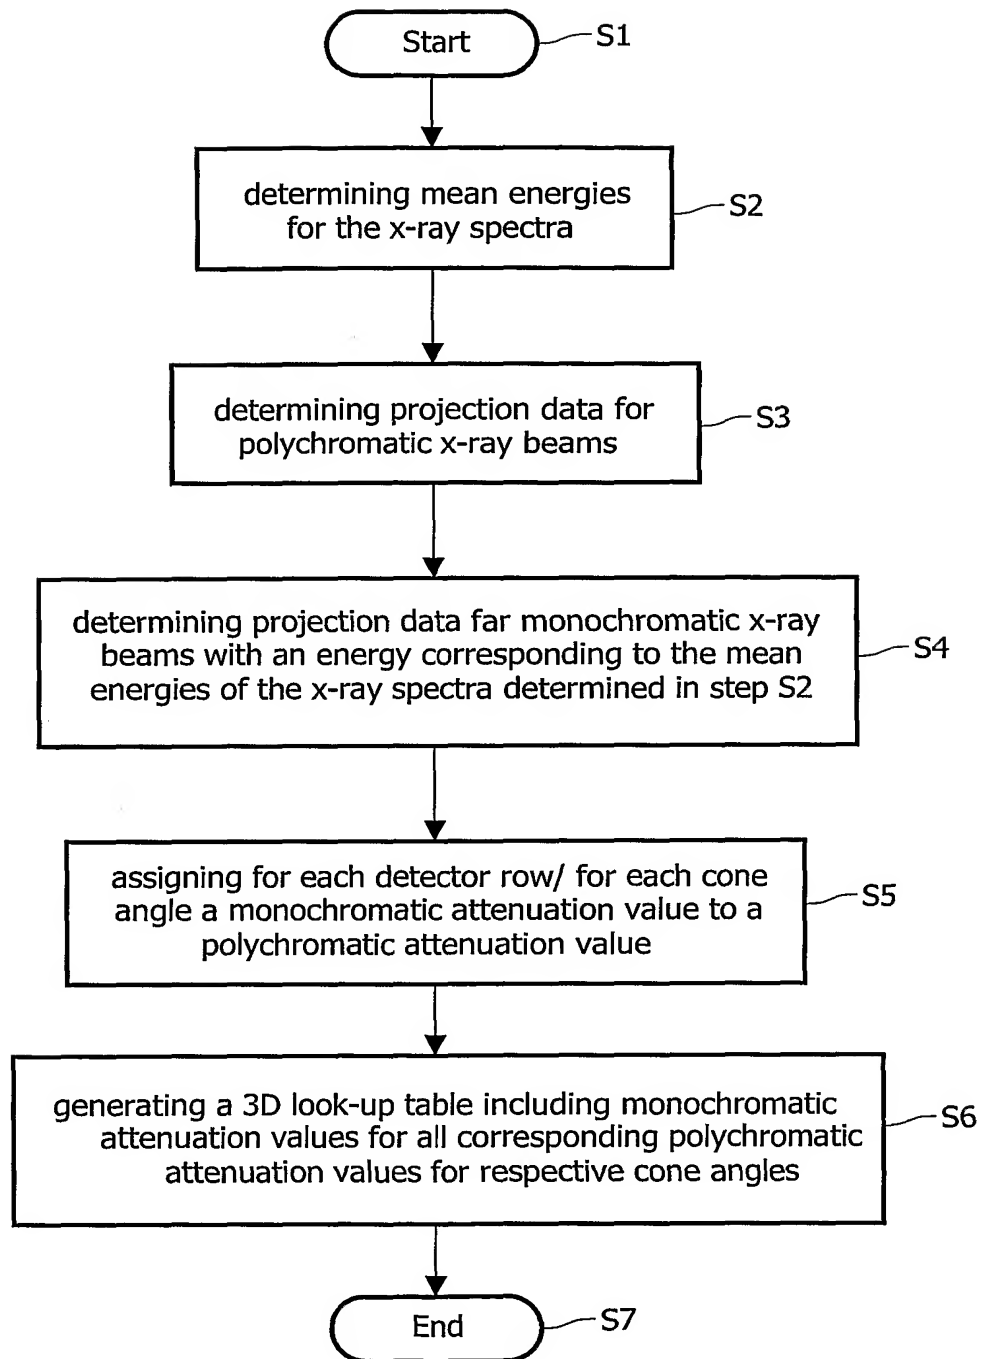 Start
S1
determining mean energies
for the x-ray spectra
S2
determining projection data for
polychromatic x-ray beams
S3
determining projection data far monochromatic x-ray
beams with an energy corresponding to the mean
energies of the x-ray spectra determined in step S2
S4
assigning for each detector row/ for each cone
angle a monochromatic attenuation value to a
polychromatic attenuation value
S5
generating a 3D look-up table including monochromatic
attenuation values for all corresponding polychromatic
attenuation values for respective cone angles
S6
End
S7